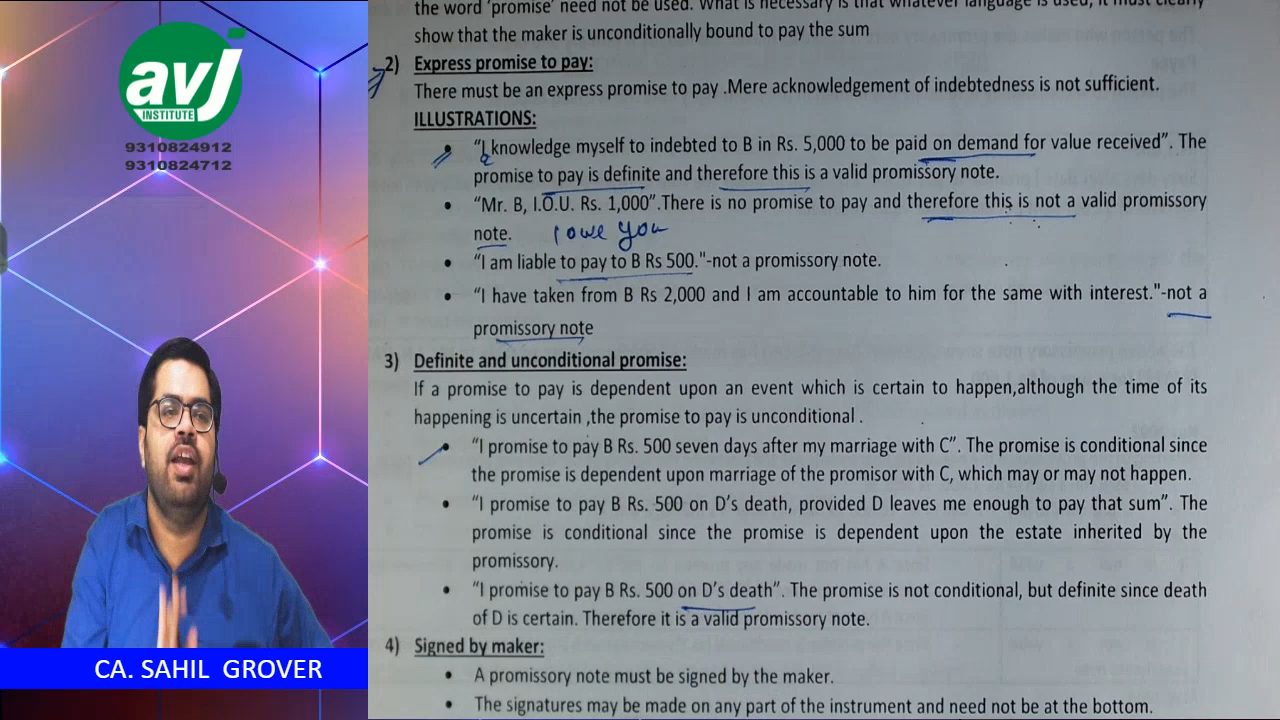 avj
INSTITUTE
9310824912
9310824712
CA. SAHIL GROVER
the word 'promise' need not be used. What is necessary is that whatever language is used, it must clearly
show that the maker is unconditionally bound to pay the sum
2) Express promise to pay:
There must be an express promise to pay .Mere acknowledgement of indebtedness is not sufficient.
ILLUSTRATIONS:
• "I knowledge myself to indebted to B in Rs. 5,000 to be paid on demand for value received". The
a
promise to pay is definite and therefore this is a valid promissory note.
• "Mr. B, I.O.U. Rs. 1,000".There is no promise to pay and therefore this is not a valid promissory
note. I owe you
• "I am liable to pay to B Rs 500."-not a promissory note.
• "I have taken from B Rs 2,000 and I am accountable to him for the same with interest."-not a
promissory note
3) Definite and unconditional promise:
If a promise to pay is dependent upon an event which is certain to happen,although the time of its
happening is uncertain ,the promise to pay is unconditional .
• "I promise to pay B Rs. 500 seven days after my marriage with C". The promise is conditional since
the promise is dependent upon marriage of the promisor with C, which may or may not happen.
• "I promise to pay B Rs. 500 on D's death, provided D leaves me enough to pay that sum". The
promise is conditional since the promise is dependent upon the estate inherited by the
promissory.
• "I promise to pay B Rs. 500 on D's death". The promise is not conditional, but definite since death
of D is certain. Therefore it is a valid promissory note.
4) Signed by maker:
• A promissory note must be signed by the maker.
• The signatures may be made on any part of the instrument and need not be at the bottom.